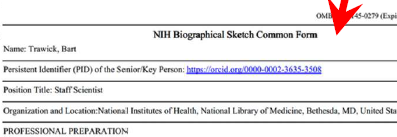 OMB 45-0279 (Expi
NIH Biographical Sketch Common Form
Name: Trawick, Bart
Persistent Identifier (PID) of the Senior/Key Person: https://orcid.org/0000-0002-3635-3508
Position Title: Staff Scientist
Organization and Location:National Institutes of Health, National Library of Medicine, Bethesda, MD, United Sta
PROFESSIONAL PREPARATION